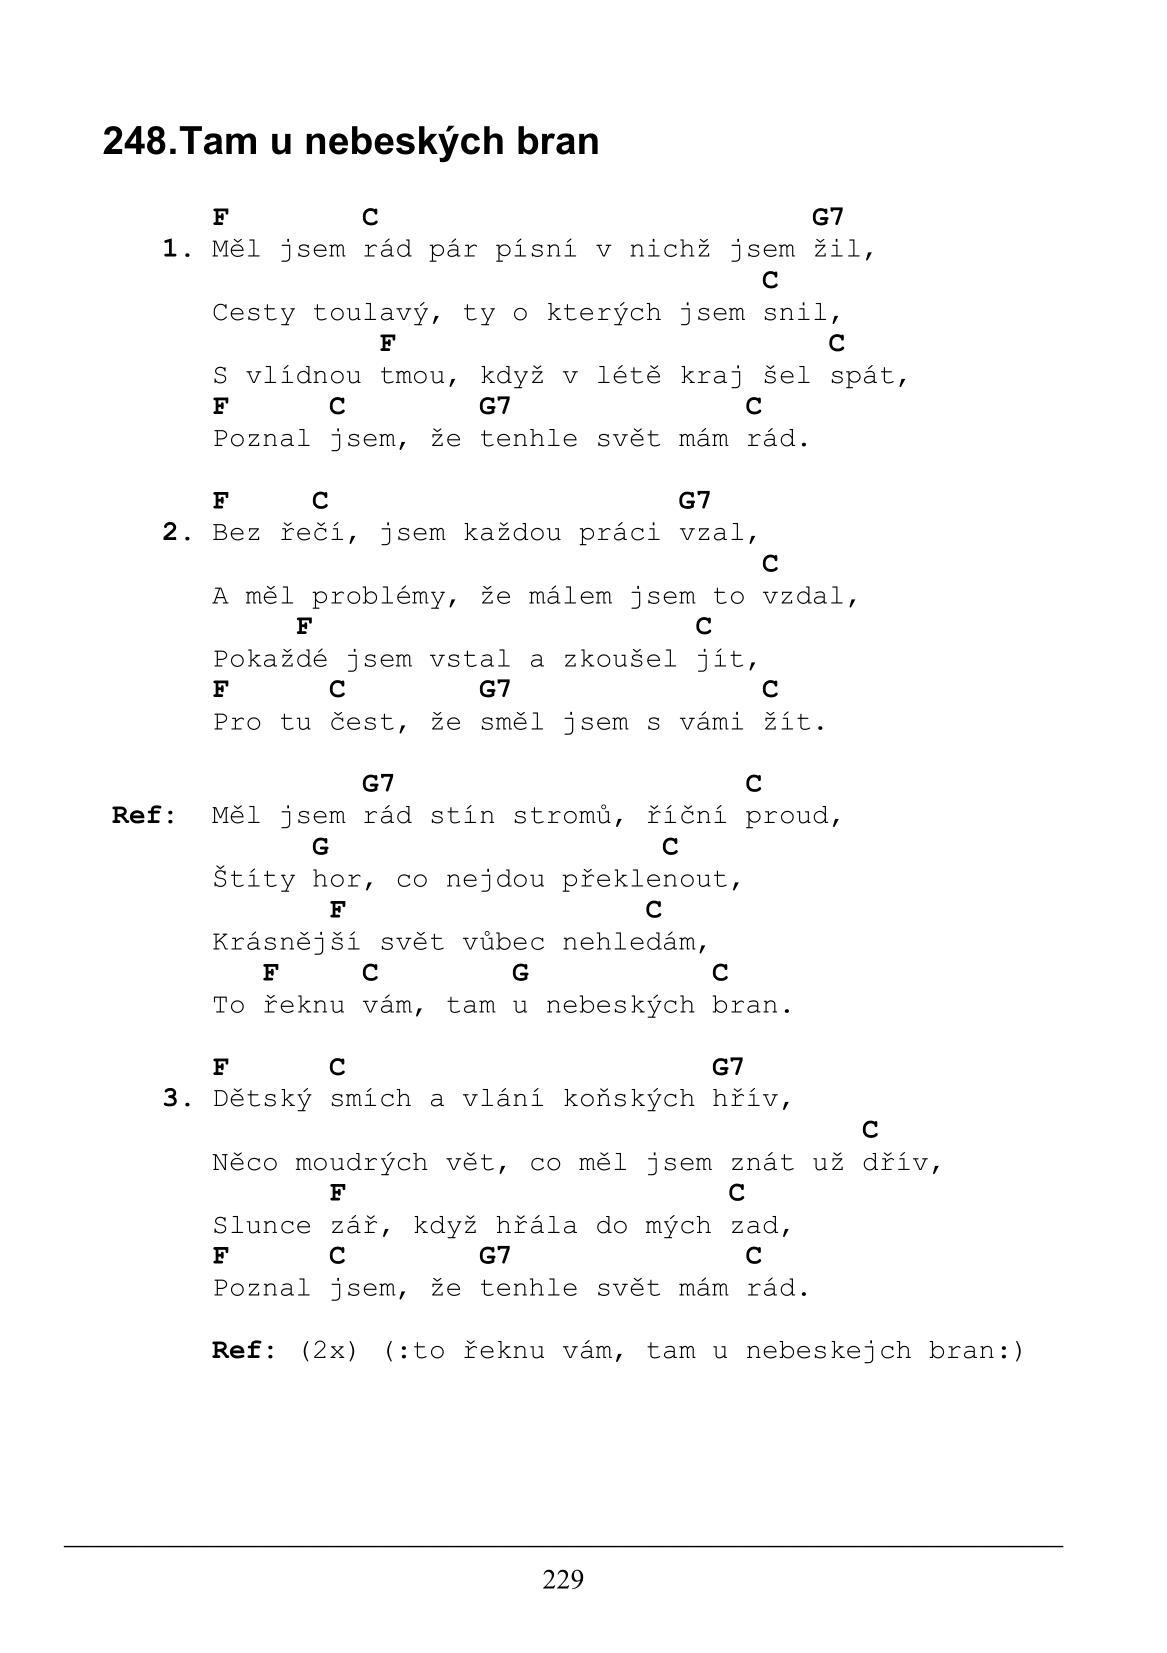 248.Tam u nebeských bran
F C G7
1. Měl jsem rád pár písní v nichž jsem žil,
C
Cesty toulavý, ty o kterých jsem snil,
F C
S vlídnou tmou, když v létě kraj šel spát,
F C G7 C
Poznal jsem, že tenhle svět mám rád.
F C G7
2. Bez řečí, jsem každou práci vzal,
C
A měl problémy, že málem jsem to vzdal,
F C
Pokaždé jsem vstal a zkoušel jít,
F C G7 C
Pro tu čest, že směl jsem s vámi žít.
G7 C
Ref: Měl jsem rád stín stromů, říční proud,
G C
Štíty hor, co nejdou překlenout,
F C
Krásnější svět vůbec nehledám,
F C G C
To řeknu vám, tam u nebeských bran.
F C G7
3. Dětský smích a vlání koňských hřív,
C
Něco moudrých vět, co měl jsem znát už dřív,
F C
Slunce zář, když hřála do mých zad,
F C G7 C
Poznal jsem, že tenhle svět mám rád.
Ref: (2x) (:to řeknu vám, tam u nebeskejch bran:)
229